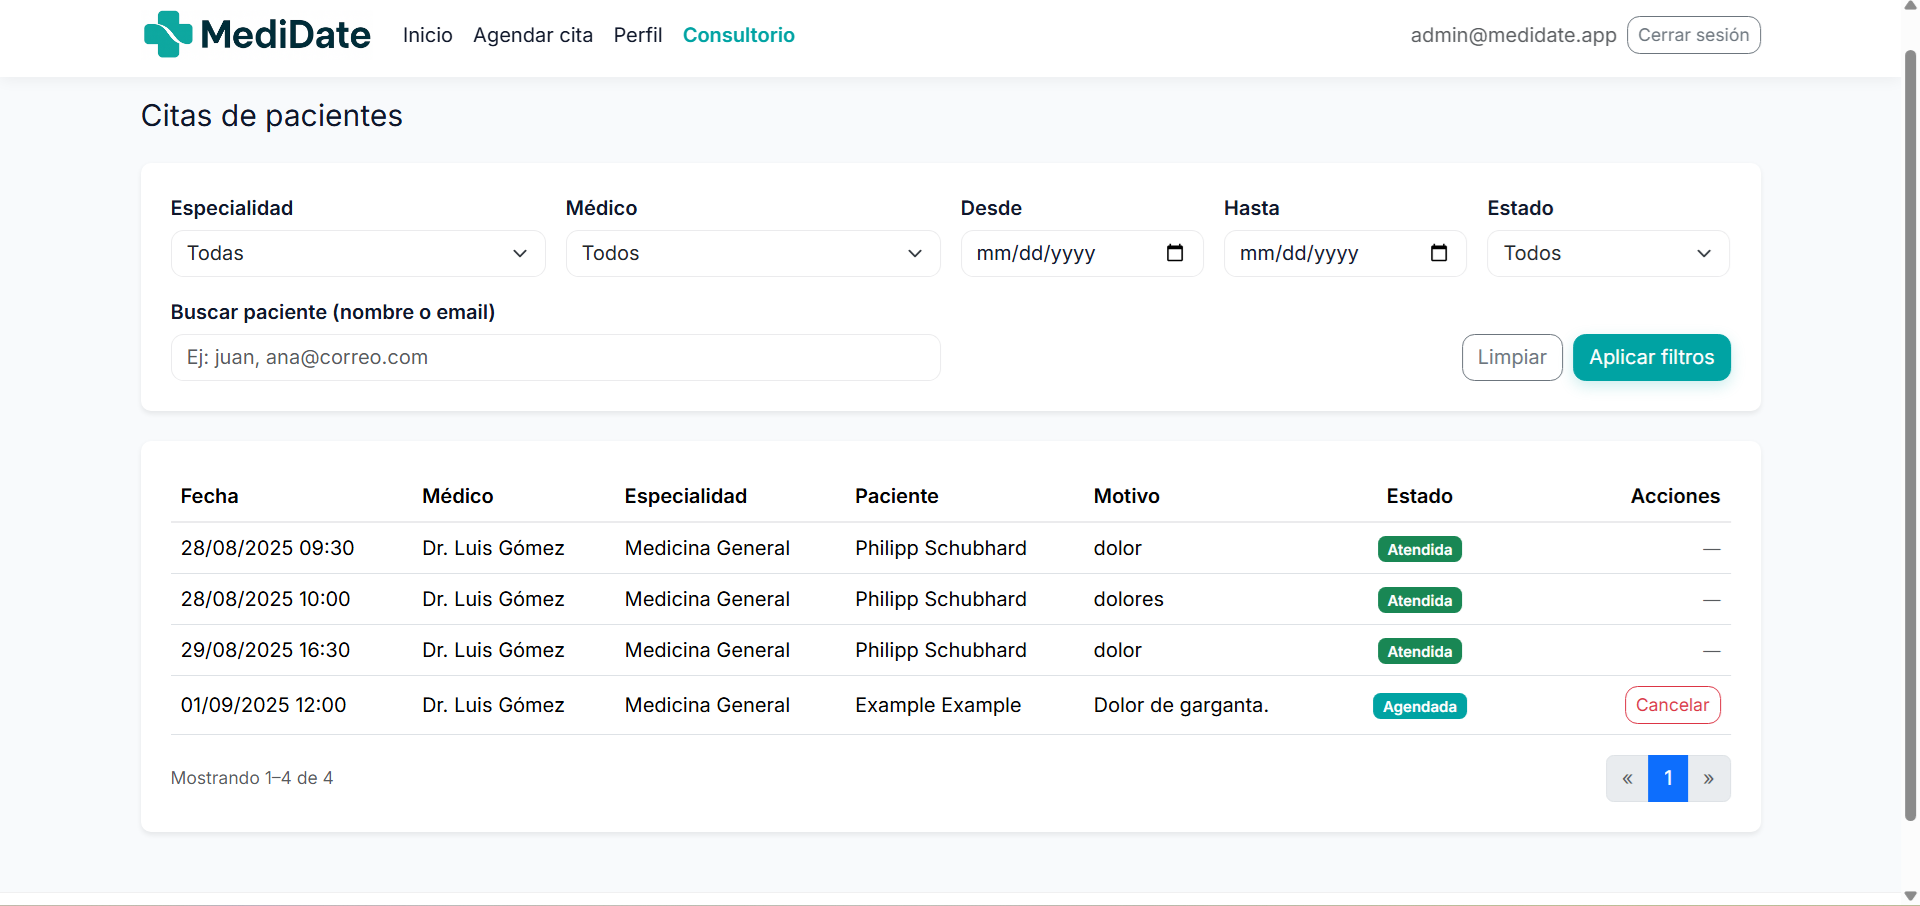 MediDate Inicio Agendar cita Perfil Consultorio admin@medidate.app Cerrar sesión
Citas de pacientes
Especialidad Médico Desde Hasta Estado
Todas Todos mm/dd/yyyy mm/dd/yyyy Todos
Buscar paciente (nombre o email)
Ej: juan, ana@correo.com Limpiar Aplicar filtros
Fecha Médico Especialidad Paciente Motivo Estado Acciones
28/08/2025 09:30 Dr. Luis Gómez Medicina General Philipp Schubhard dolor Atendida —
28/08/2025 10:00 Dr. Luis Gómez Medicina General Philipp Schubhard dolores Atendida —
29/08/2025 16:30 Dr. Luis Gómez Medicina General Philipp Schubhard dolor Atendida —
01/09/2025 12:00 Dr. Luis Gómez Medicina General Example Example Dolor de garganta. Agendada Cancelar
Mostrando 1–4 de 4 « 1 »